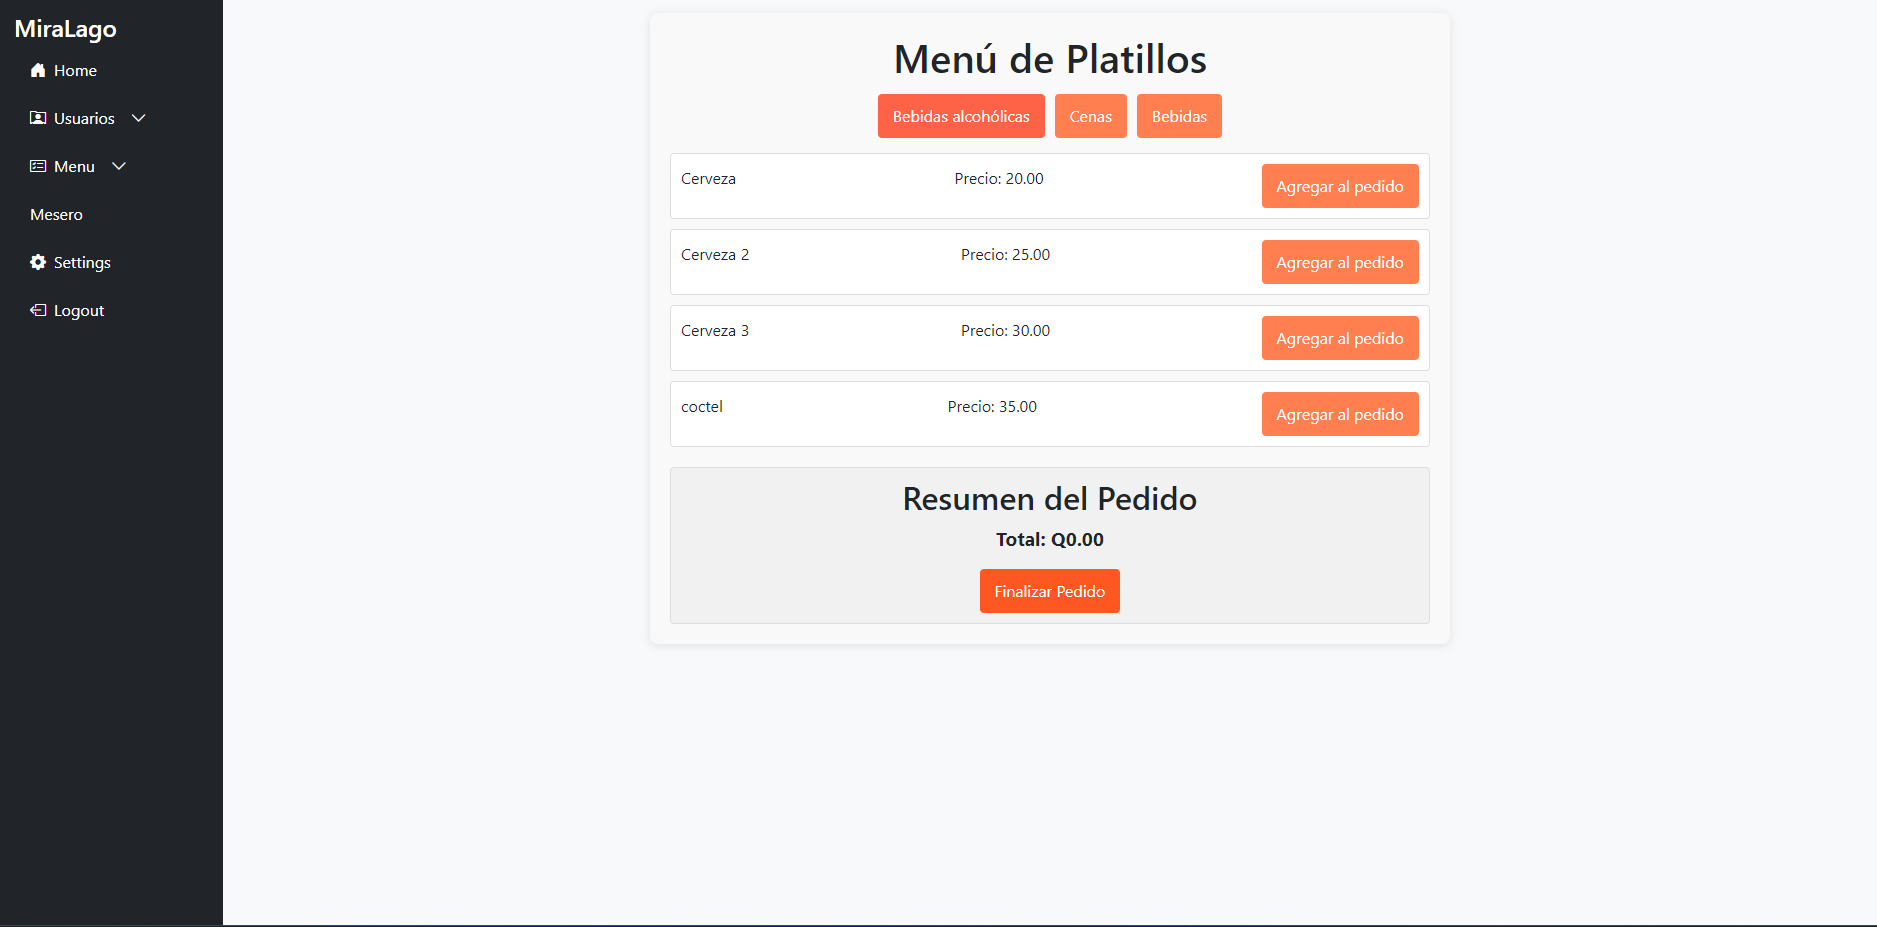 MiraLago
Home
Usuarios
Menu
Mesero
Settings
Logout
Menú de Platillos
Bebidas alcohólicas Cenas Bebidas
Cerveza Precio: 20.00 Agregar al pedido
Cerveza 2 Precio: 25.00 Agregar al pedido
Cerveza 3 Precio: 30.00 Agregar al pedido
coctel Precio: 35.00 Agregar al pedido
Resumen del Pedido
Total: Q0.00
Finalizar Pedido